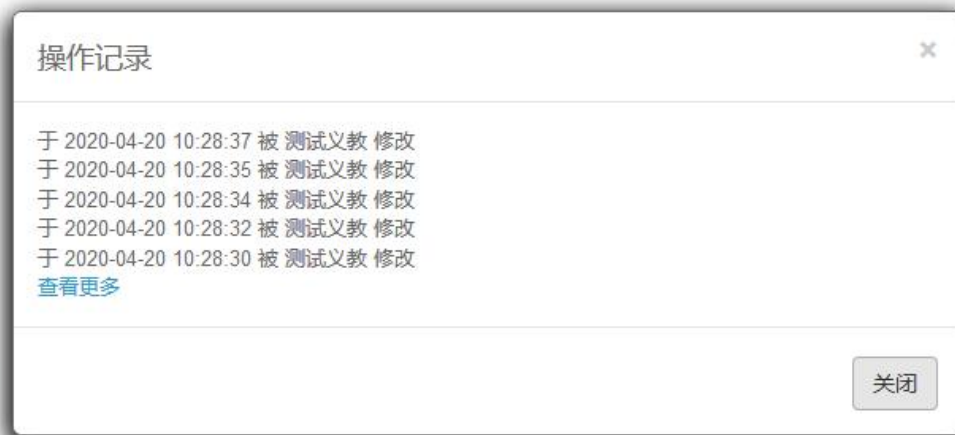 操作记录
×
于 2020-04-20 10:28:37 被 测试义教 修改
于 2020-04-20 10:28:35 被 测试义教 修改
于 2020-04-20 10:28:34 被 测试义教 修改
于 2020-04-20 10:28:32 被 测试义教 修改
于 2020-04-20 10:28:30 被 测试义教 修改
查看更多
关闭